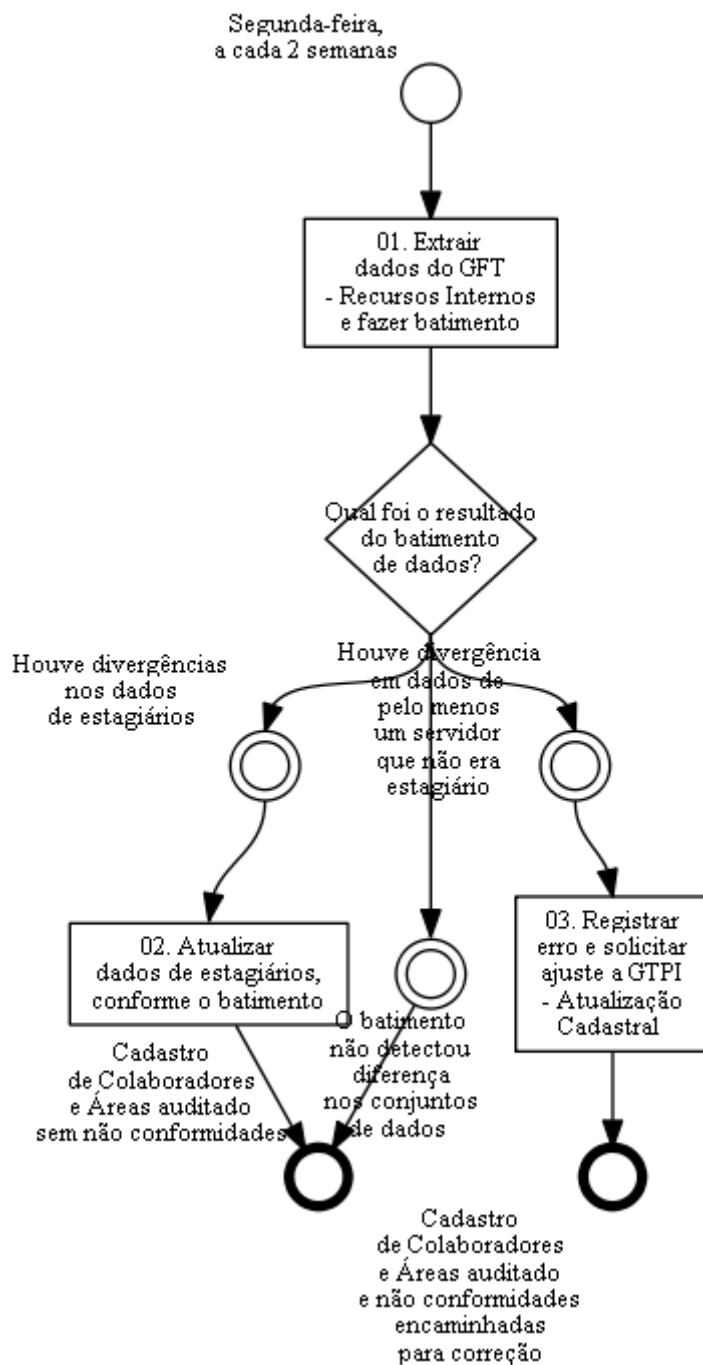 Segunda-feira,
a cada 2 semanas
01. Extrair
dados do GFT
- Recursos Internos
e fazer batimento
Qual foi o resultado
do batimento
de dados?
Houve divergências
nos dados
de estagiários
Houve divergência
em dados de
pelo menos
um servidor
que não era
estagiário
02. Atualizar
dados de estagiários,
conforme o batimento
03. Registrar
erro e solicitar
ajuste a GTPI
- Atualização
Cadastral
O batimento
não detectou
diferença
nos conjuntos
de dados
Cadastro
de Colaboradores
e Áreas auditado
sem não conformidades
Cadastro
de Colaboradores
e Áreas auditado
e não conformidades
encaminhadas
para correção